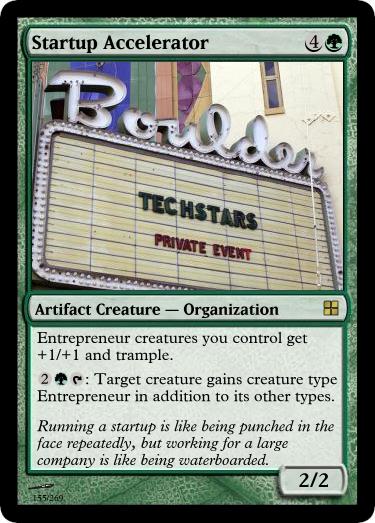 Startup Accelerator 4
Boulder
TECHSTARS
PRIVATE EVENT
Artifact Creature — Organization
Entrepreneur creatures you control get
+1/+1 and trample.
2 : Target creature gains creature type
Entrepreneur in addition to its other types.
Running a startup is like being punched in the
face repeatedly, but working for a large
company is like being waterboarded.
2/2
155/269